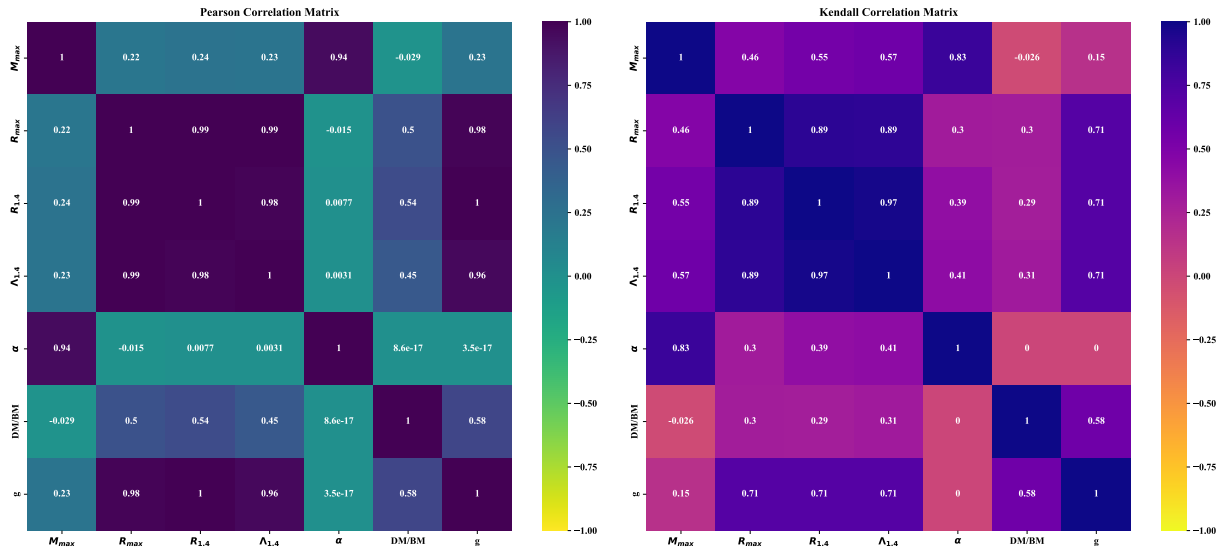 Pearson Correlation Matrix
M_max 1 0.22 0.24 0.23 0.94 -0.029 0.23
R_max 0.22 1 0.99 0.99 -0.015 0.5 0.98
R_1.4 0.24 0.99 1 0.98 0.0077 0.54 1
Λ_1.4 0.23 0.99 0.98 1 0.0031 0.45 0.96
α 0.94 -0.015 0.0077 0.0031 1 8.6e-17 3.5e-17
DM/BM -0.029 0.5 0.54 0.45 8.6e-17 1 0.58
g 0.23 0.98 1 0.96 3.5e-17 0.58 1
M_max R_max R_1.4 Λ_1.4 α DM/BM g
1.00
0.75
0.50
0.25
0.00
−0.25
−0.50
−0.75
−1.00
Kendall Correlation Matrix
M_max 1 0.46 0.55 0.57 0.83 -0.026 0.15
R_max 0.46 1 0.89 0.89 0.3 0.3 0.71
R_1.4 0.55 0.89 1 0.97 0.39 0.29 0.71
Λ_1.4 0.57 0.89 0.97 1 0.41 0.31 0.71
α 0.83 0.3 0.39 0.41 1 0 0
DM/BM -0.026 0.3 0.29 0.31 0 1 0.58
g 0.15 0.71 0.71 0.71 0 0.58 1
M_max R_max R_1.4 Λ_1.4 α DM/BM g
1.00
0.75
0.50
0.25
0.00
−0.25
−0.50
−0.75
−1.00